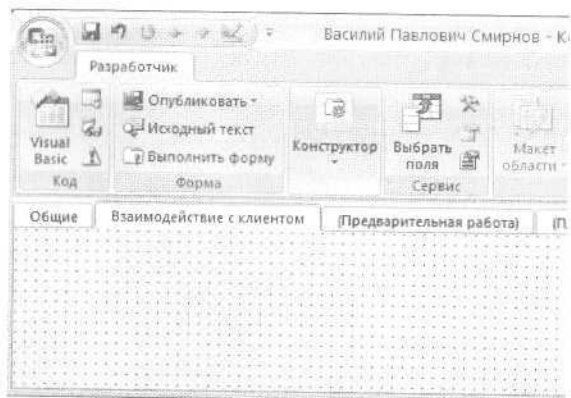 Василий Павлович Смирнов - К
Разработчик
Visual Basic
Код
Опубликовать
Исходный текст
Выполнить форму
Форма
Конструктор
Выбрать поля
Сервис
Макет области
Общие
Взаимодействие с клиентом
(Предварительная работа)
(П